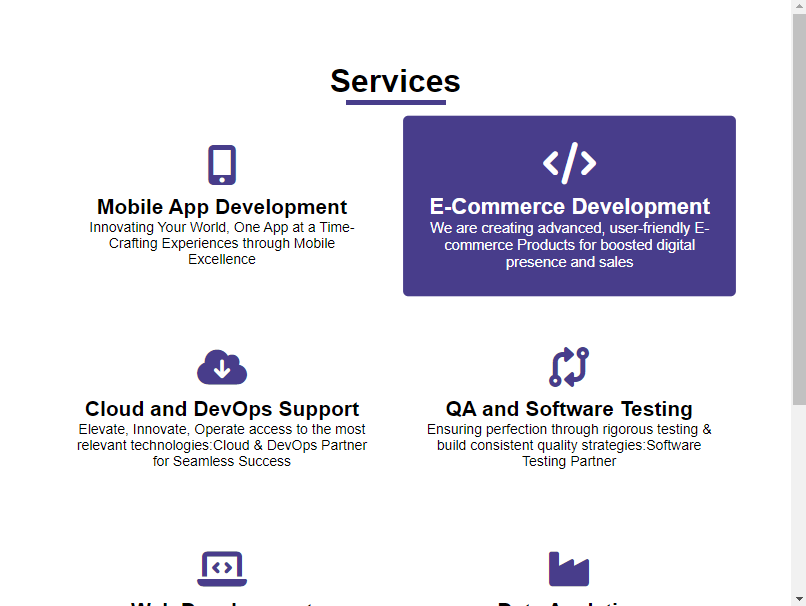 Services
Mobile App Development
Innovating Your World, One App at a Time-
Crafting Experiences through Mobile
Excellence
E-Commerce Development
We are creating advanced, user-friendly E-
commerce Products for boosted digital
presence and sales
Cloud and DevOps Support
Elevate, Innovate, Operate access to the most
relevant technologies:Cloud & DevOps Partner
for Seamless Success
QA and Software Testing
Ensuring perfection through rigorous testing &
build consistent quality strategies:Software
Testing Partner